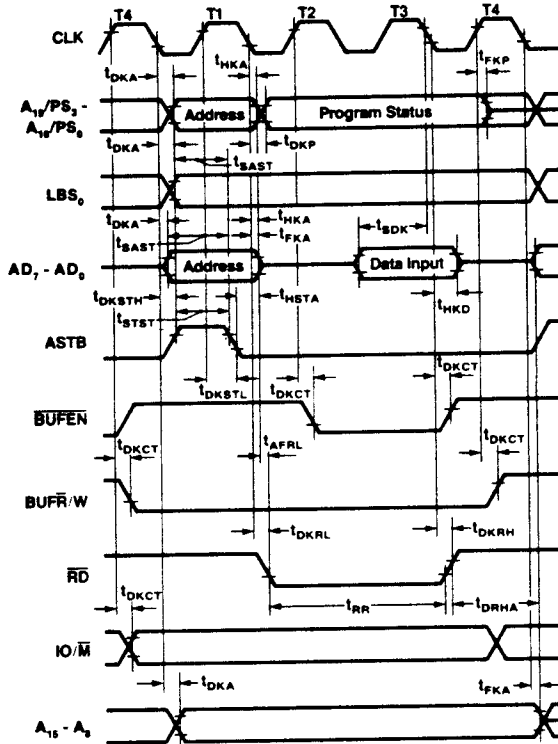 T4 T1 T2 T3 T4
CLK
tDKA tHKA tFKP
A19/PS3 -
A16/PS0
Address Program Status
tDKA tDKP
tSAST
LBS0
tDKA tHKA tSDK
tSAST tFKA
AD7 - AD0
Address Data Input
tDKSTH tHSTA tHKD
tSTST
ASTB
tDKSTL tDKCT tDKCT
BUFEN
tDKCT tAFRL tDKCT
BUFR/W
tDKRL tDKRH
RD
tDKCT tRR tDRHA
IO/M
tDKA tFKA
A15 - A8